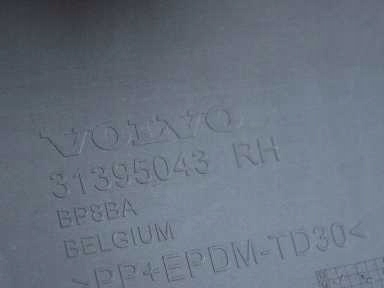 VOLVO
31395043 RH
BP8BA
BELGIUM
>PP+EPDM-TD30<